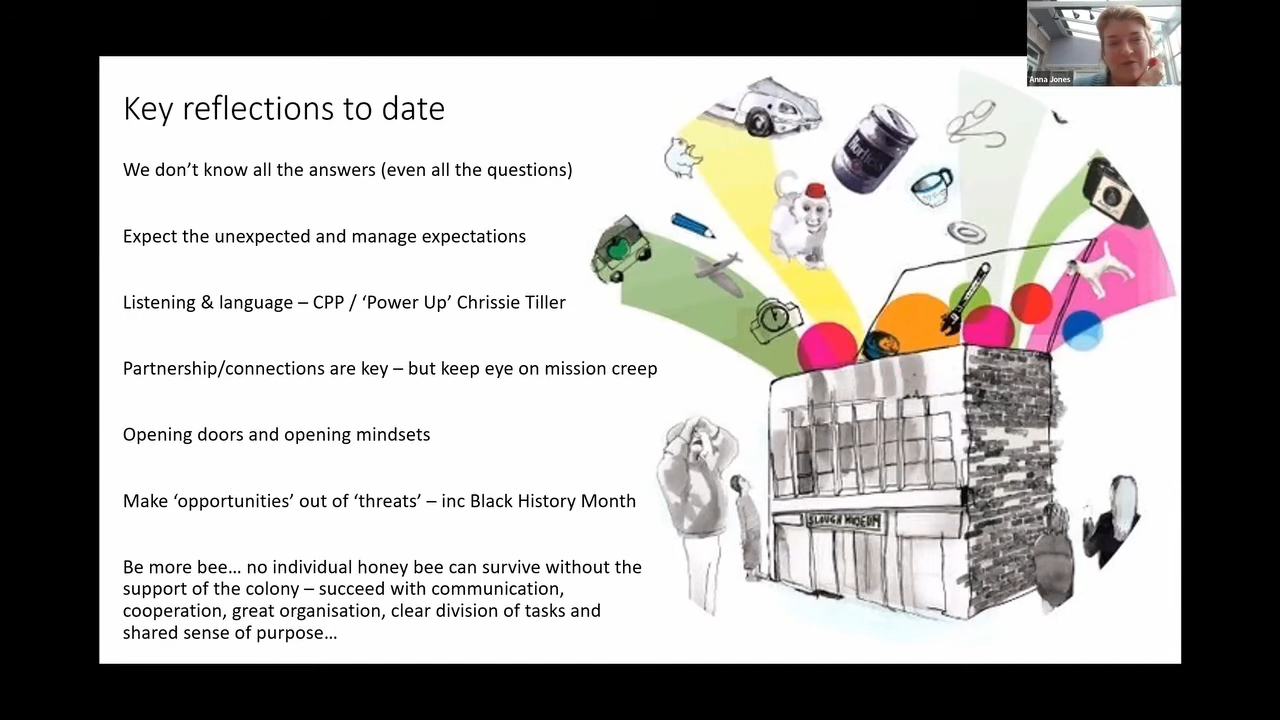 Anna Jones
Key reflections to date
We don’t know all the answers (even all the questions)
Expect the unexpected and manage expectations
Listening & language – CPP / ‘Power Up’ Chrissie Tiller
Partnership/connections are key – but keep eye on mission creep
Opening doors and opening mindsets
Make ‘opportunities’ out of ‘threats’ – inc Black History Month
Be more bee… no individual honey bee can survive without the
support of the colony – succeed with communication,
cooperation, great organisation, clear division of tasks and
shared sense of purpose…
SLOUGH MUSEUM